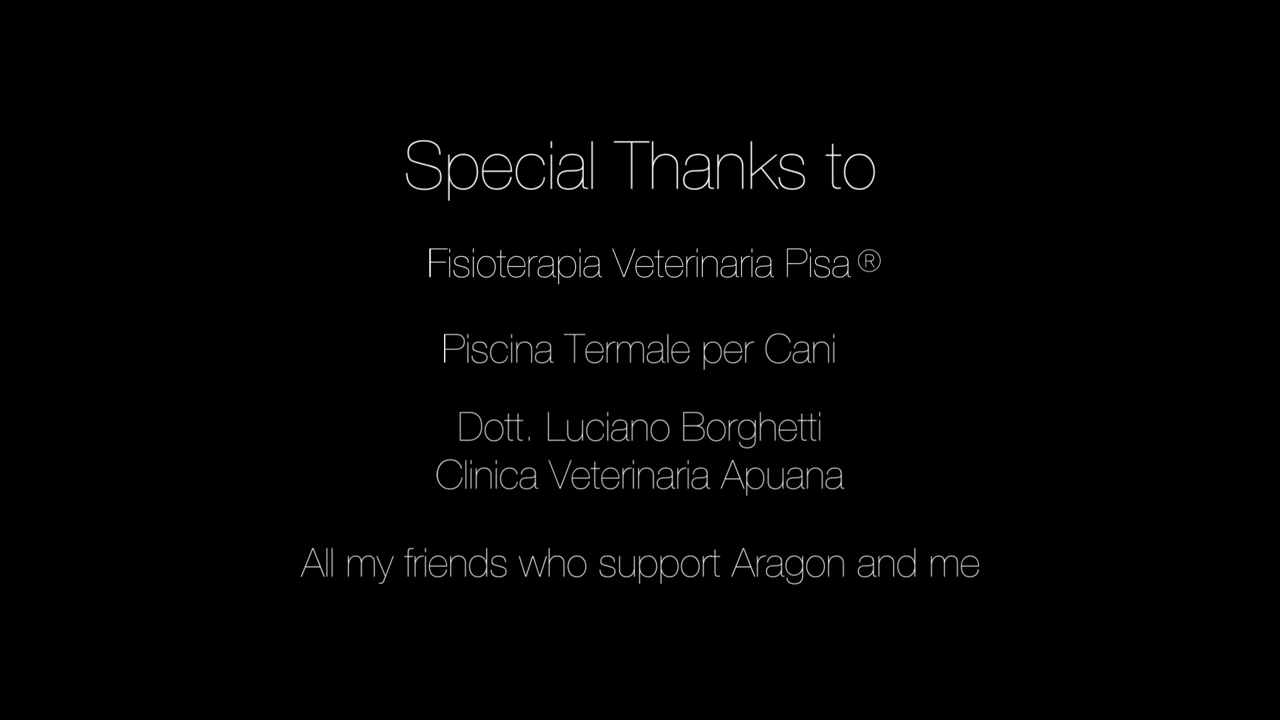 Special Thanks to
Fisioterapia Veterinaria Pisa®
Piscina Termale per Cani
Dott. Luciano Borghetti
Clinica Veterinaria Apuana
All my friends who support Aragon and me